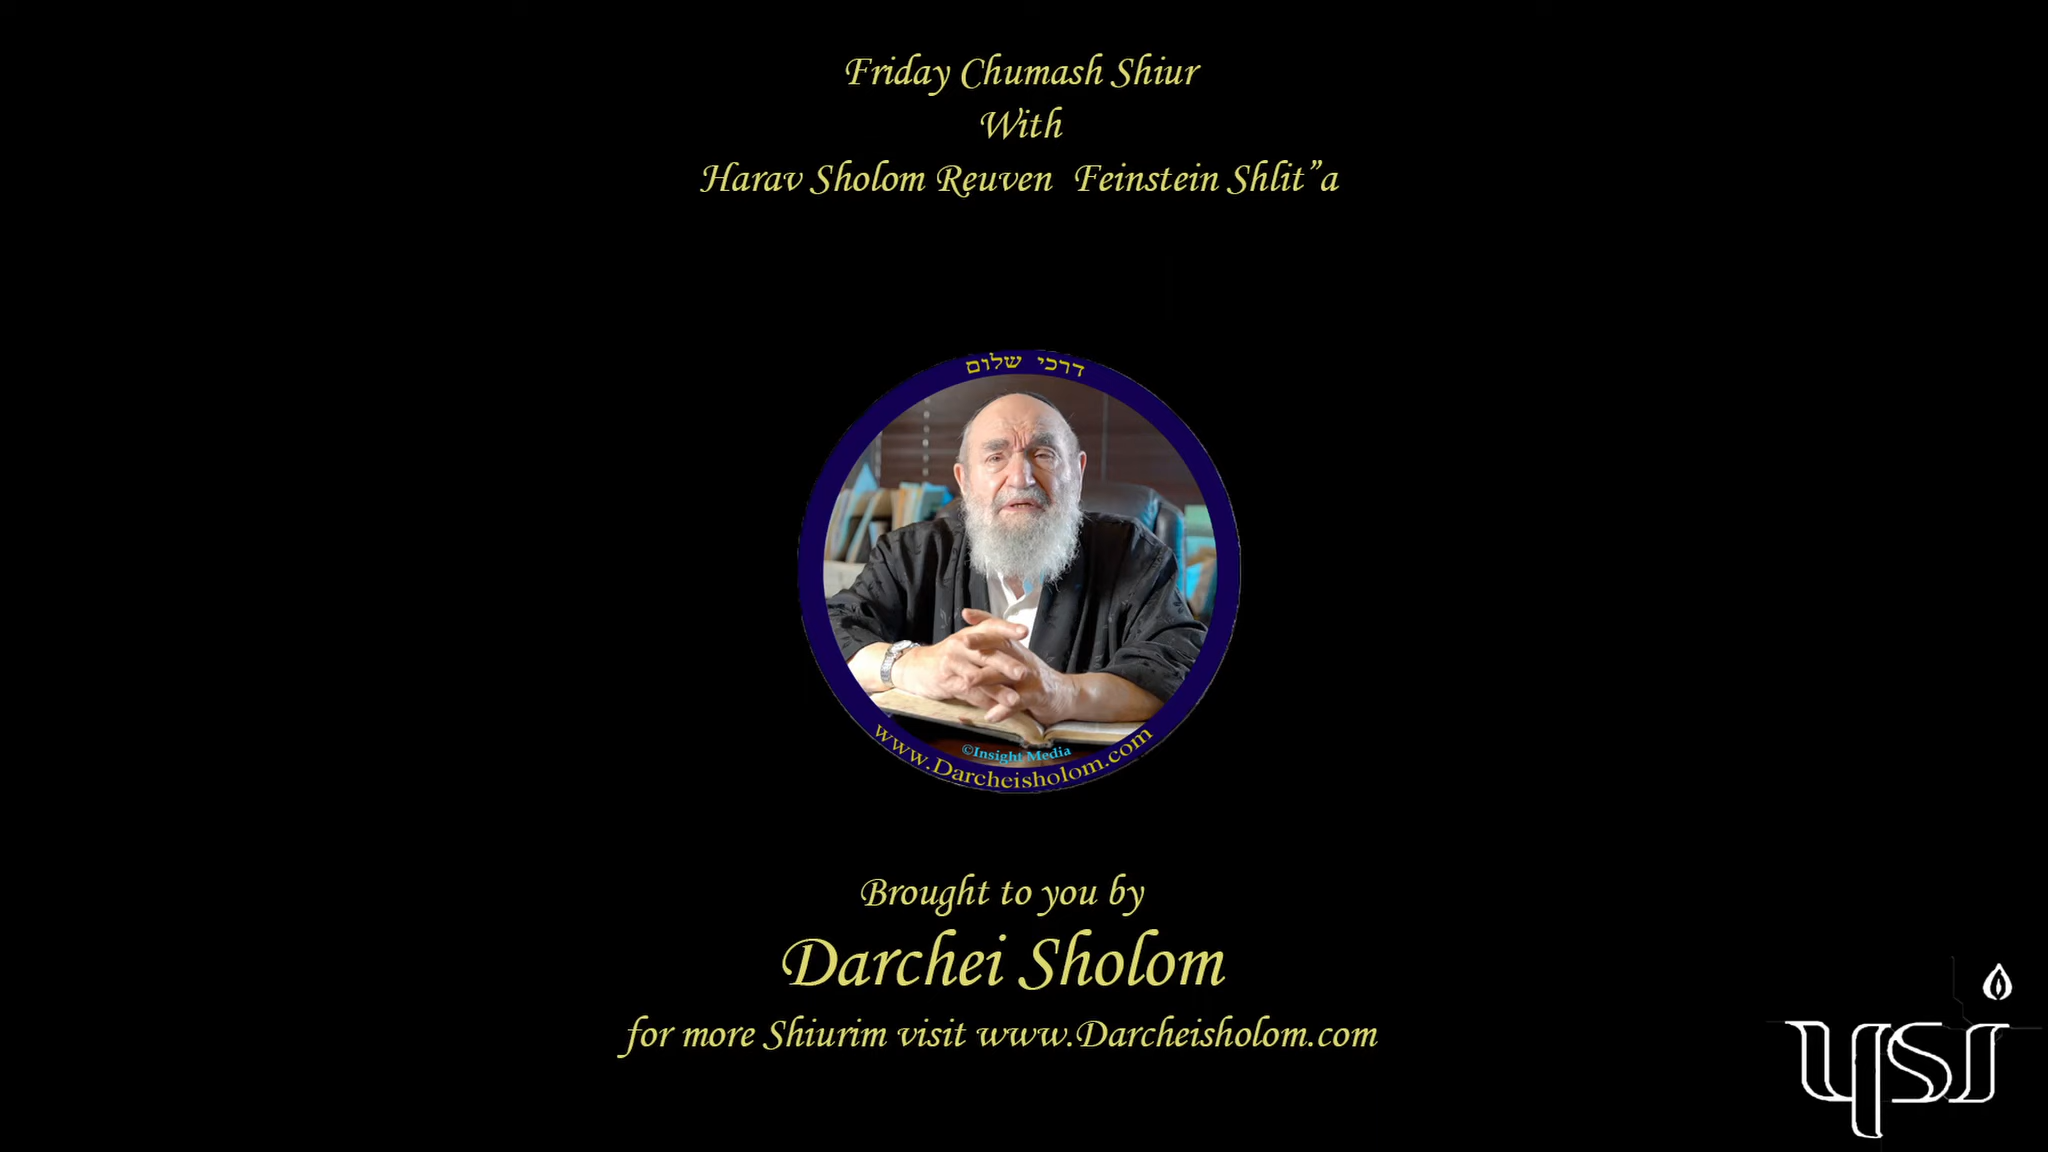 Friday Chumash Shiur
With
Harav Sholom Reuven Feinstein Shlit”a
דרכי שלום
©Insight Media
www.Darcheisholom.com
Brought to you by
Darchei Sholom
for more Shiurim visit www.Darcheisholom.com
YSI